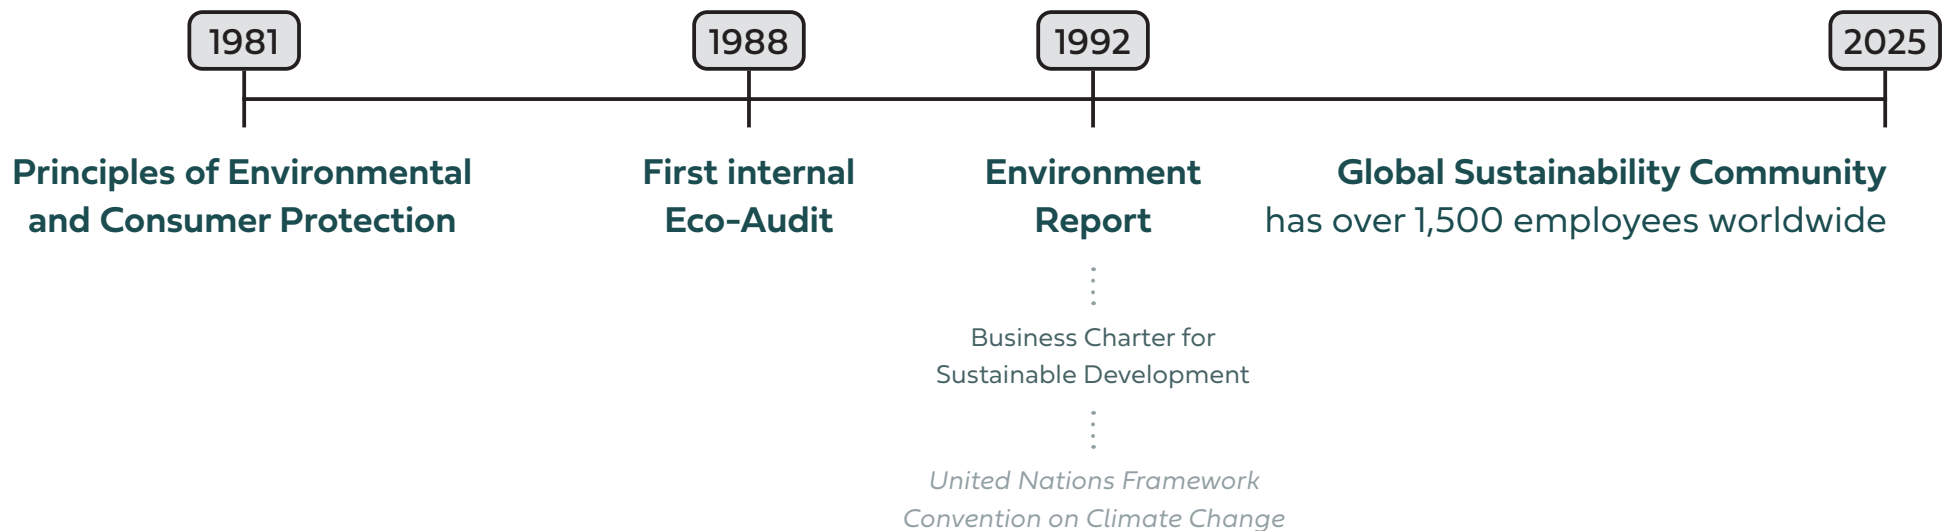 1981
1988
1992
2025
Principles of Environmental
and Consumer Protection
First internal
Eco-Audit
Environment
Report
Global Sustainability Community
has over 1,500 employees worldwide
Business Charter for
Sustainable Development
United Nations Framework
Convention on Climate Change